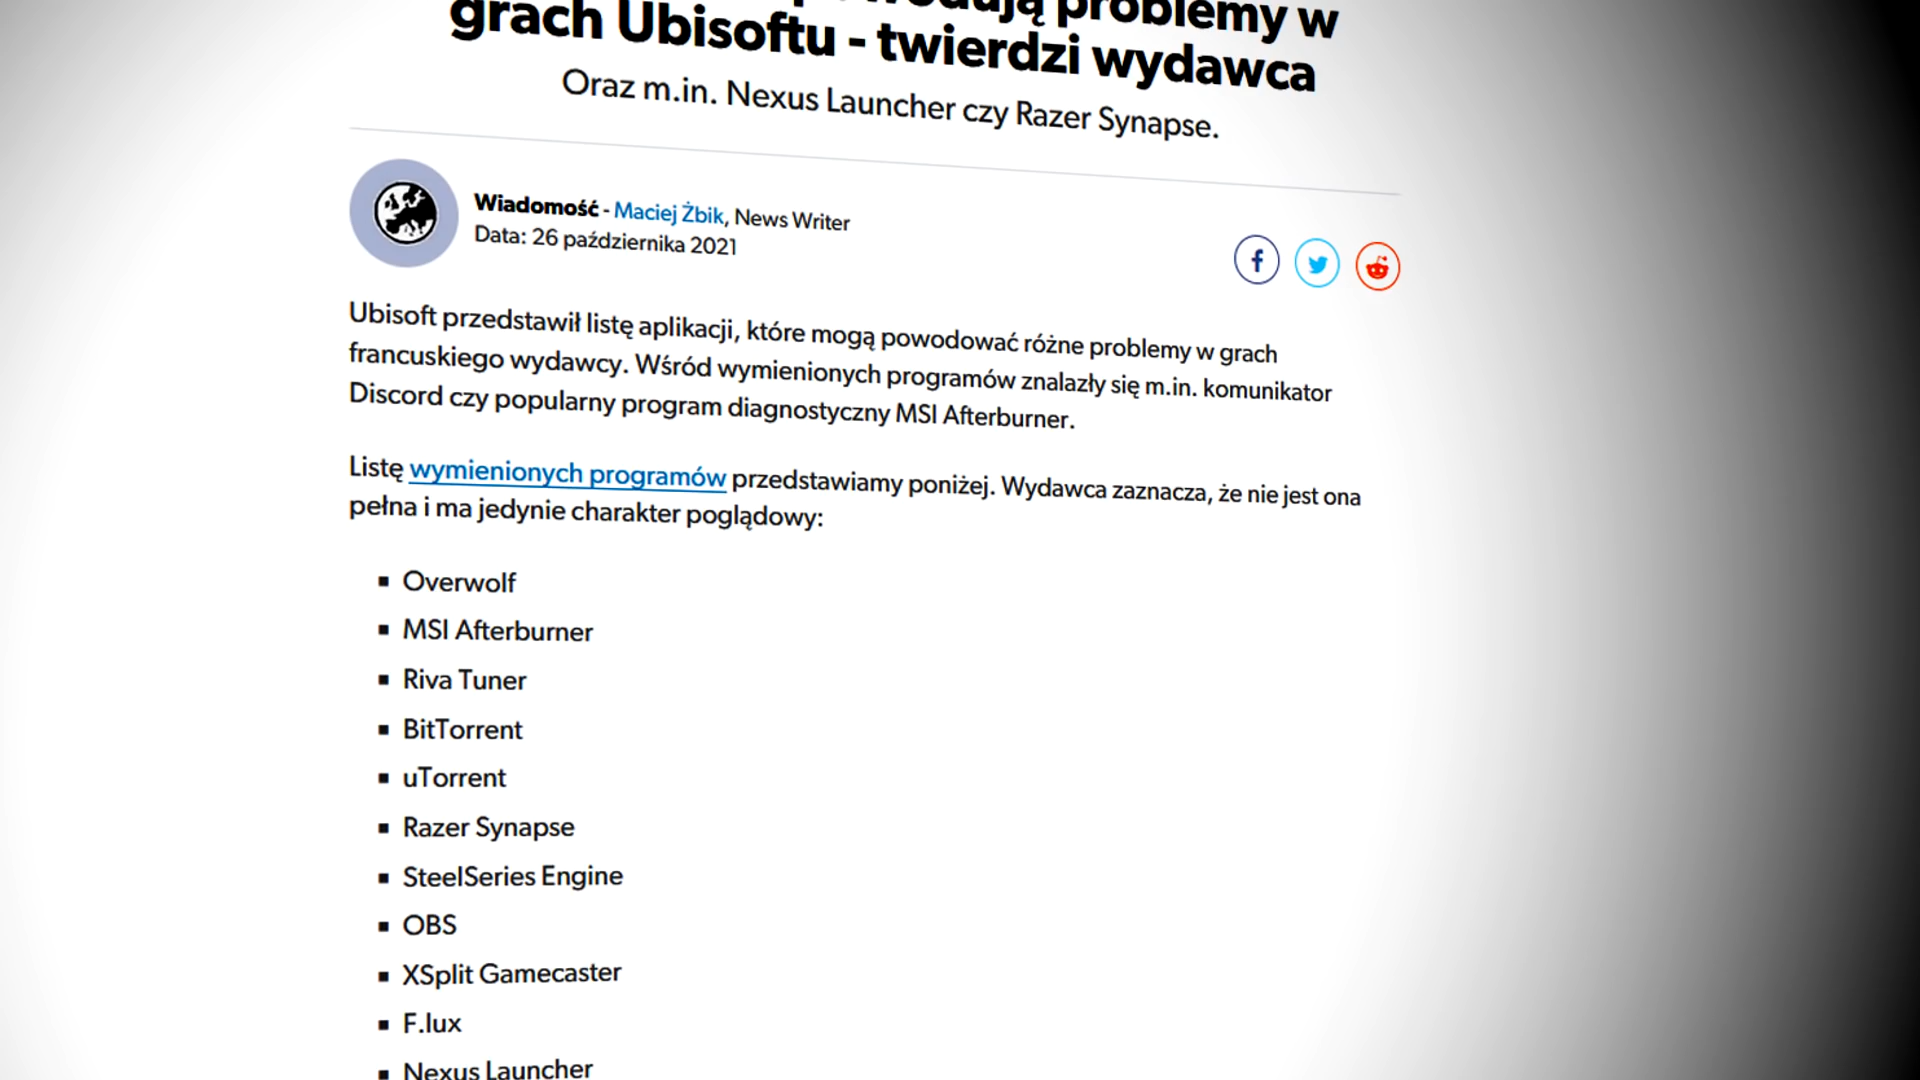 problemy w
grach Ubisoftu - twierdzi wydawca
Oraz m.in. Nexus Launcher czy Razer Synapse.
Wiadomość - Maciej Żbik, News Writer
Data: 26 października 2021
Ubisoft przedstawił listę aplikacji, które mogą powodować różne problemy w grach
francuskiego wydawcy. Wśród wymienionych programów znalazły się m.in. komunikator
Discord czy popularny program diagnostyczny MSI Afterburner.
Listę wymienionych programów przedstawiamy poniżej. Wydawca zaznacza, że nie jest ona
pełna i ma jedynie charakter poglądowy:
Overwolf
MSI Afterburner
Riva Tuner
BitTorrent
uTorrent
Razer Synapse
SteelSeries Engine
OBS
XSplit Gamecaster
F.lux
Nexus Launcher